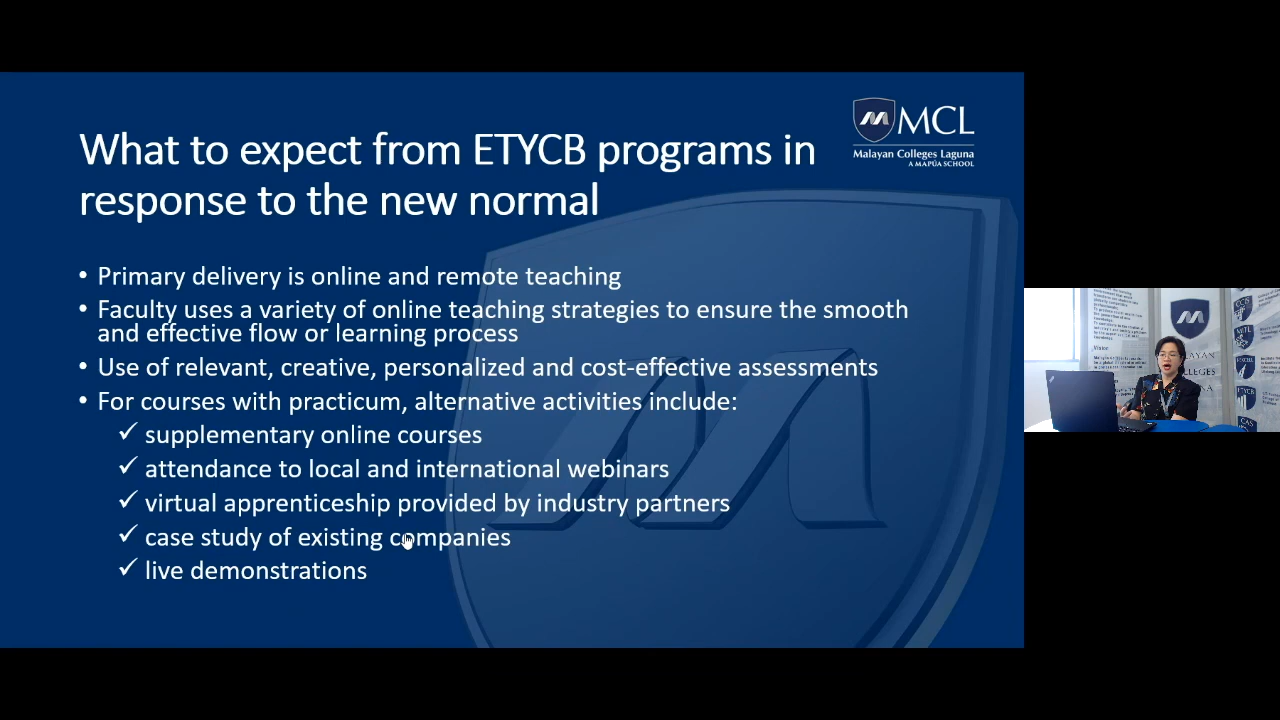 What to expect from ETYCB programs in
response to the new normal
MCL
Malayan Colleges Laguna
A MAPÚA SCHOOL
• Primary delivery is online and remote teaching
• Faculty uses a variety of online teaching strategies to ensure the smooth
and effective flow or learning process
• Use of relevant, creative, personalized and cost-effective assessments
• For courses with practicum, alternative activities include:
✓ supplementary online courses
✓ attendance to local and international webinars
✓ virtual apprenticeship provided by industry partners
✓ case study of existing companies
✓ live demonstrations
Vision
CCIS
ETYCB
CAS